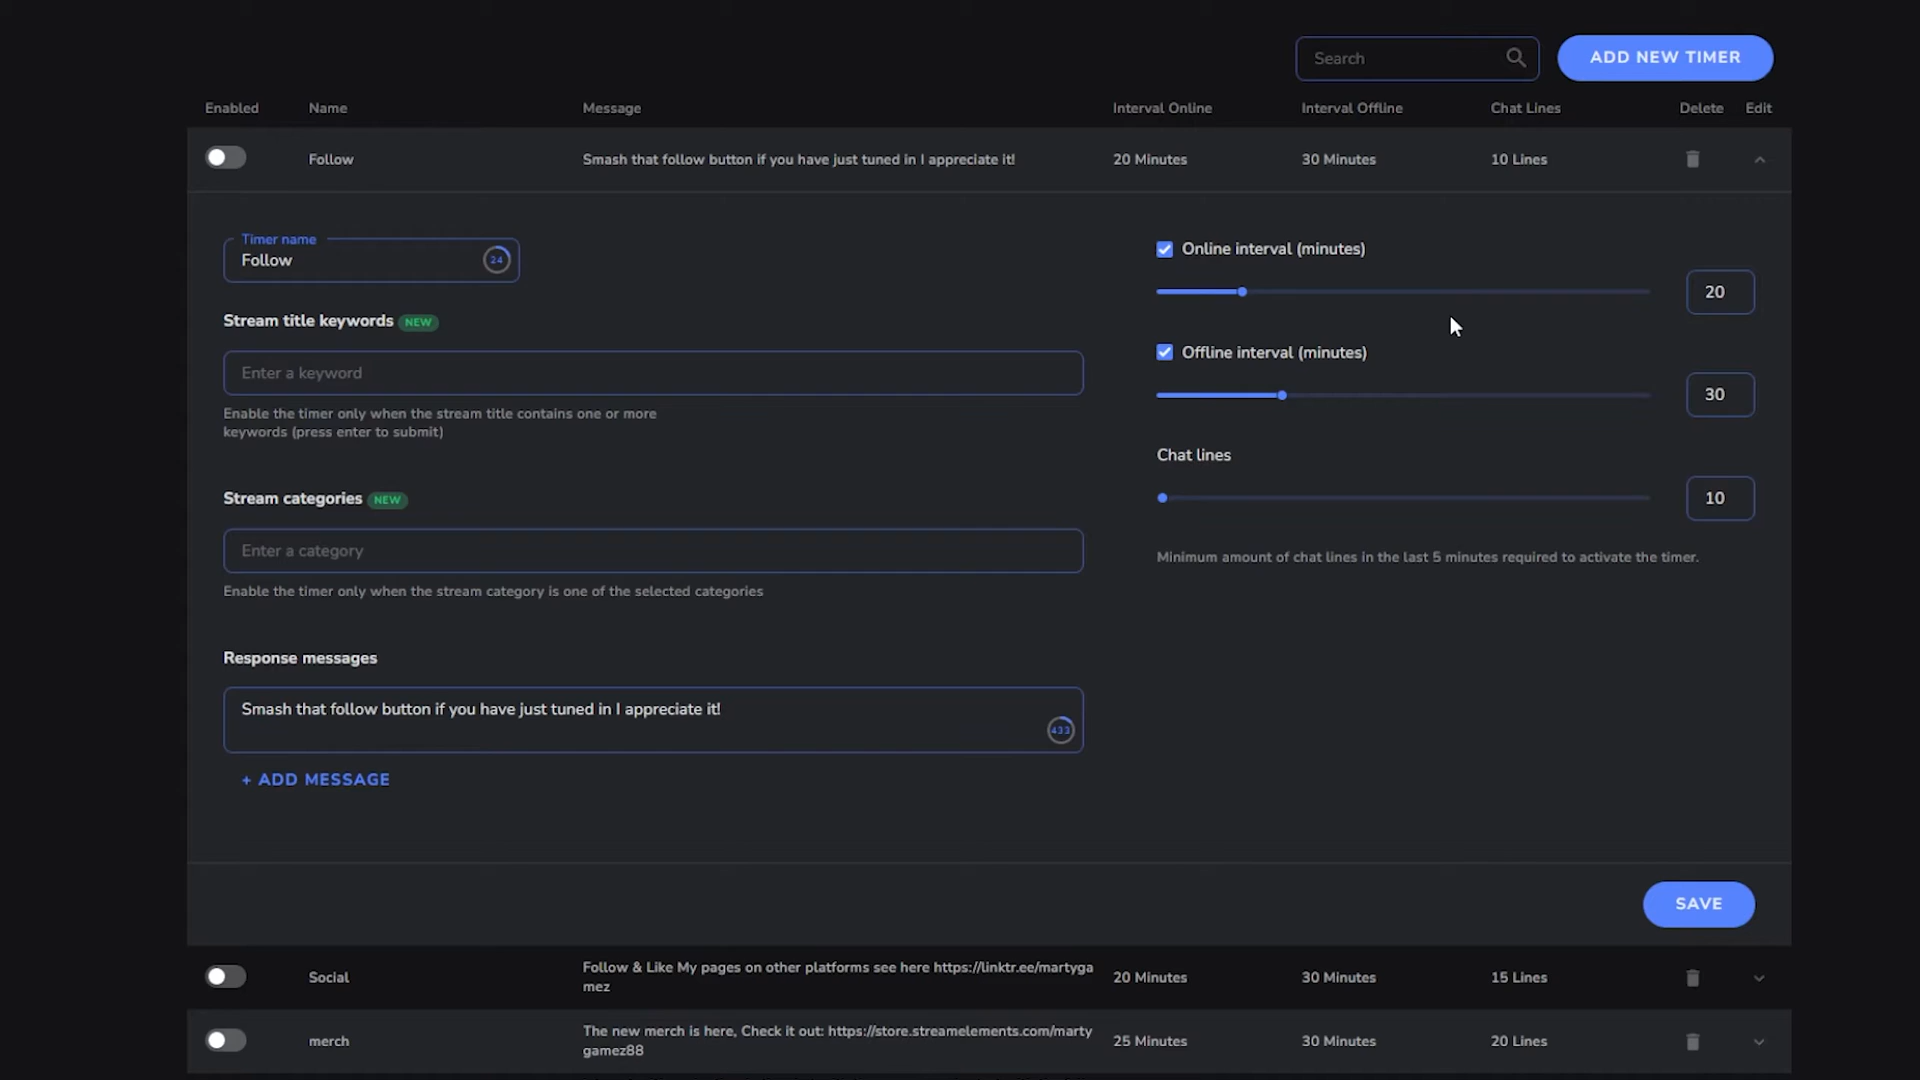 Search
ADD NEW TIMER
Enabled Name Message Interval Online Interval Offline Chat Lines Delete Edit
Follow Smash that follow button if you have just tuned in I appreciate it! 20 Minutes 30 Minutes 10 Lines
Timer name
Follow 24
Stream title keywords NEW
Enter a keyword
Enable the timer only when the stream title contains one or more
keywords (press enter to submit)
Stream categories NEW
Enter a category
Enable the timer only when the stream category is one of the selected categories
Response messages
Smash that follow button if you have just tuned in I appreciate it!
433
+ ADD MESSAGE
Online interval (minutes)
20
Offline interval (minutes)
30
Chat lines
10
Minimum amount of chat lines in the last 5 minutes required to activate the timer.
SAVE
Social Follow & Like My pages on other platforms see here https://linktr.ee/martyga 20 Minutes 30 Minutes 15 Lines
mez
merch The new merch is here, Check it out: https://store.streamelements.com/marty 25 Minutes 30 Minutes 20 Lines
gamez88